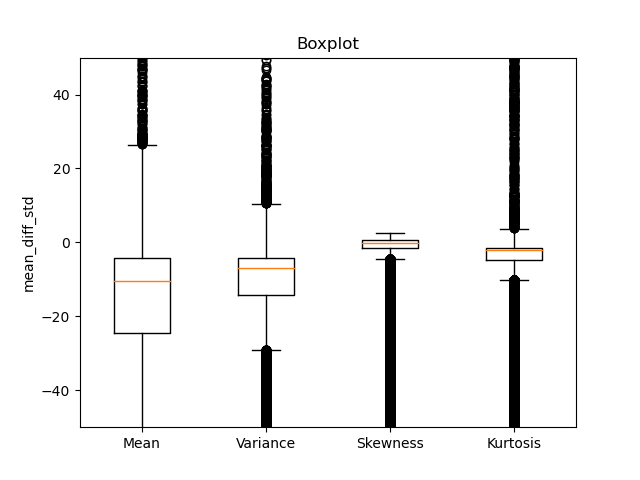 Boxplot
mean_diff_std
40
20
0
−20
−40
Mean
Variance
Skewness
Kurtosis